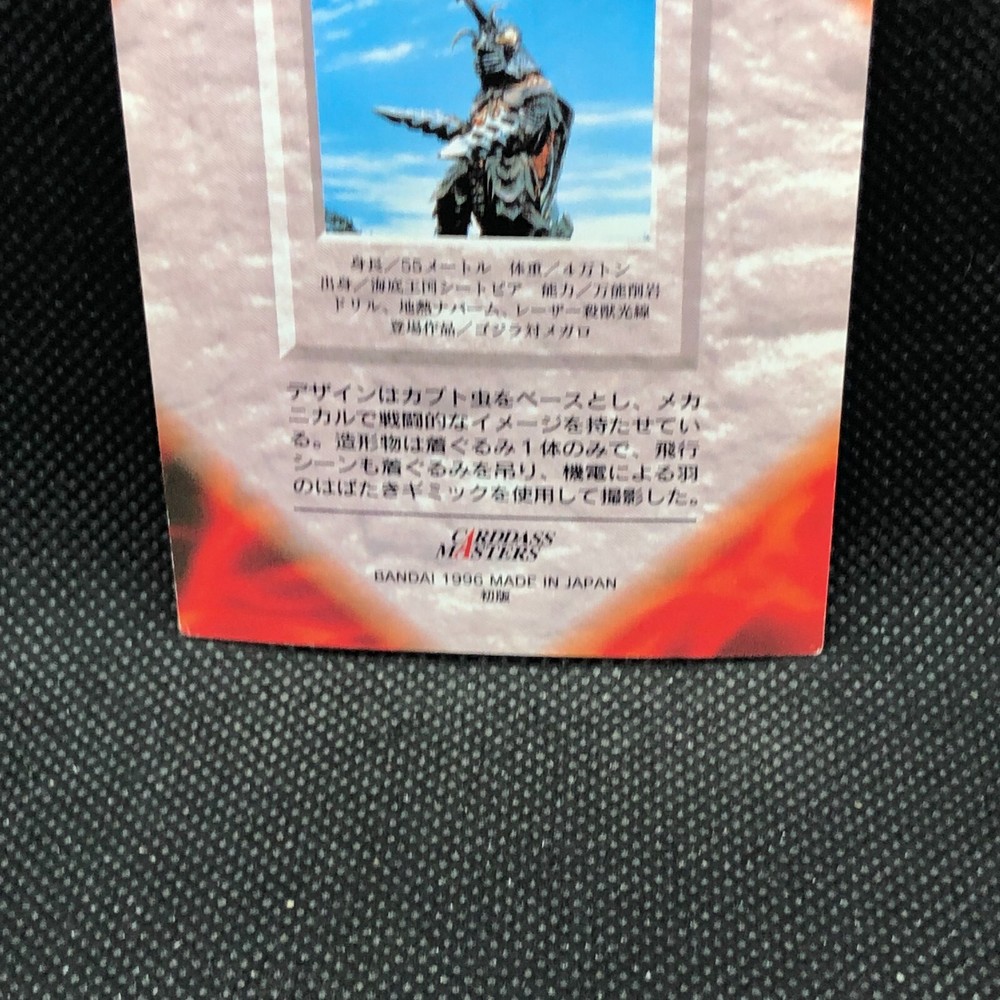 身長/55メートル 体重/4万トン
出身/海底王国シートピア 能力/万能削岩
ドリル、地熱ナパーム、レーザー殺獣光線
登場作品/ゴジラ対メガロ
デザインはカブト虫をベースとし、メカ
ニカルで戦闘的なイメージを持たせてい
る。造形物は着ぐるみ1体のみで、飛行
シーンも着ぐるみを吊り、機電による羽
のはばたきギミックを使用して撮影した。
CARDDASS
MASTERS
BANDAI 1996 MADE IN JAPAN
初版